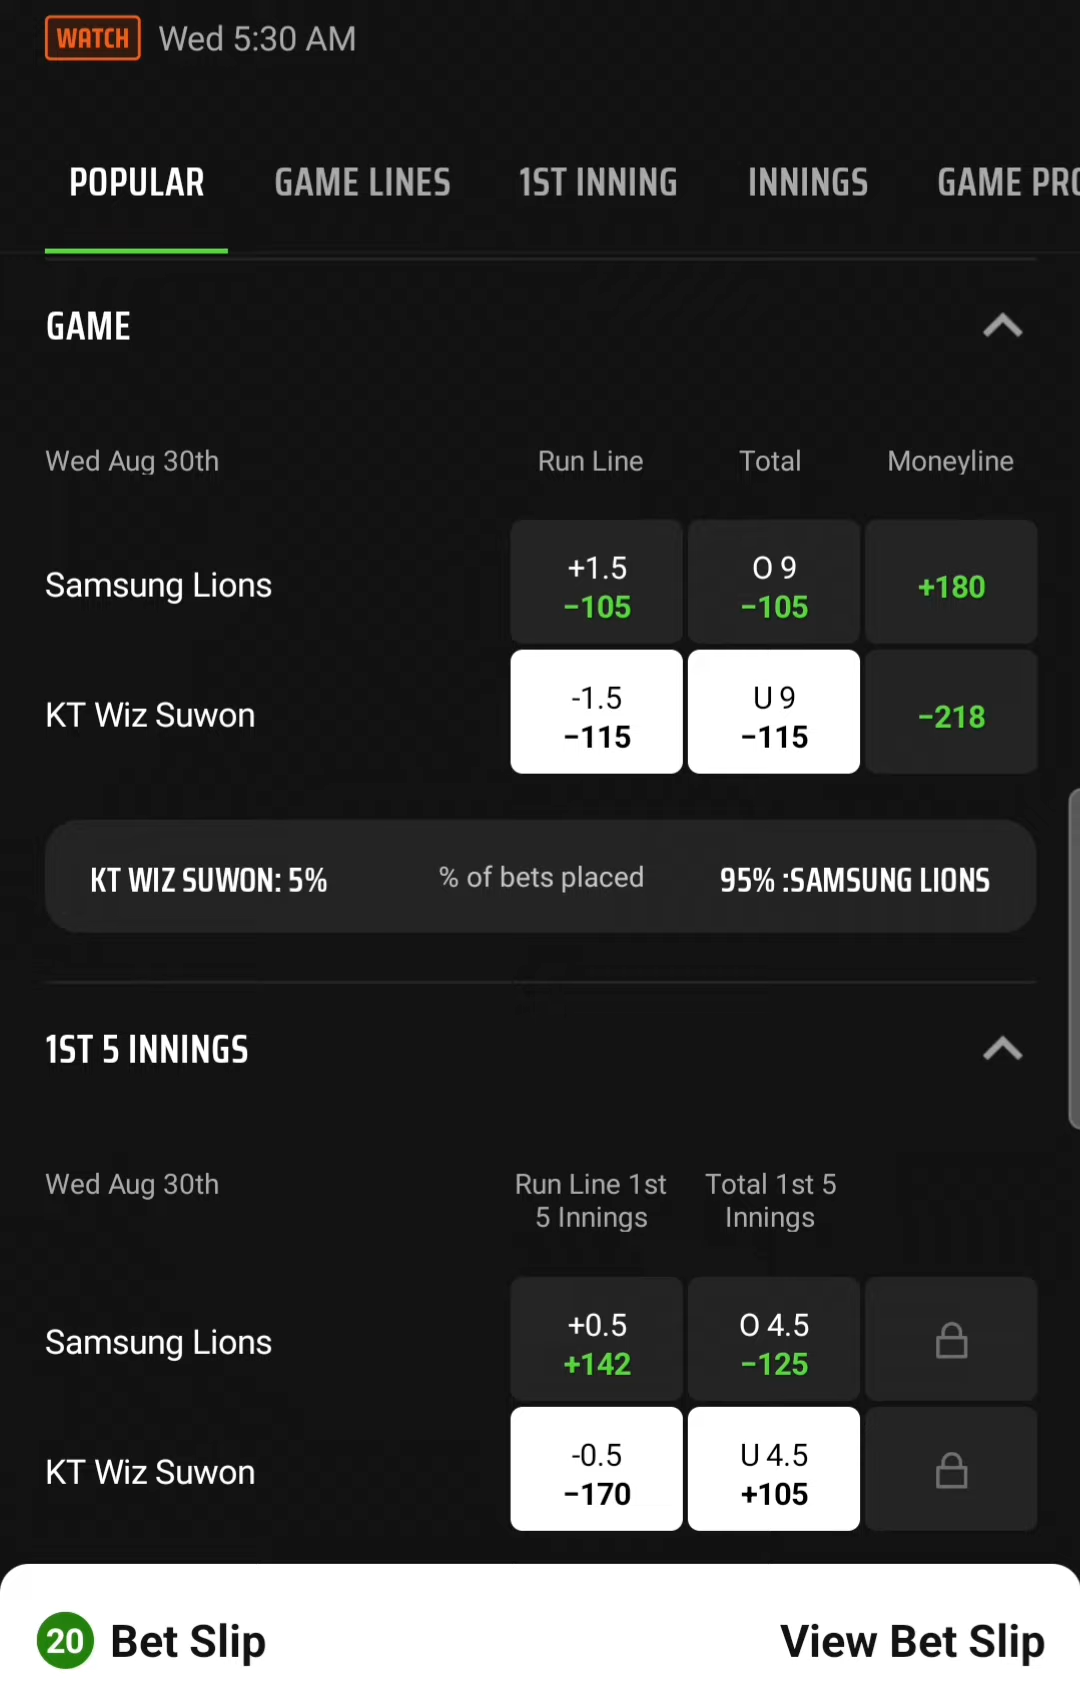 WATCH Wed 5:30 AM
POPULAR GAME LINES 1ST INNING INNINGS GAME PRO
GAME
Wed Aug 30th Run Line Total Moneyline
+1.5 O 9
Samsung Lions +180
−105 −105
-1.5 U 9
KT Wiz Suwon −218
−115 −115
KT WIZ SUWON: 5% % of bets placed 95% :SAMSUNG LIONS
1ST 5 INNINGS
Wed Aug 30th Run Line 1st Total 1st 5
5 Innings Innings
+0.5 O 4.5
Samsung Lions
+142 −125
-0.5 U 4.5
KT Wiz Suwon
−170 +105
20 Bet Slip View Bet Slip